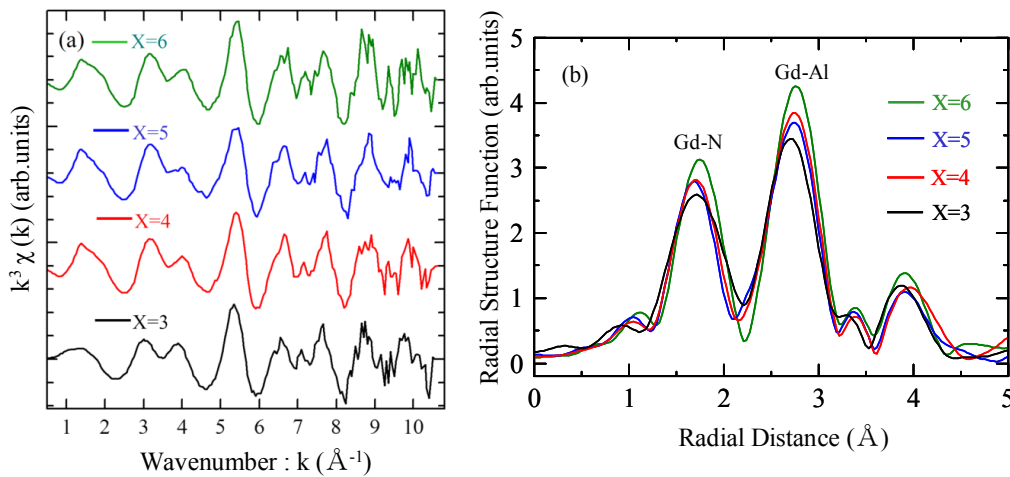 (a)
X=6
X=5
X=4
X=3
k³ χ(k) (arb.units)
1 2 3 4 5 6 7 8 9 10
Wavenumber : k (Å⁻¹)
(b)
Gd-Al
Gd-N
X=6
X=5
X=4
X=3
Radial Structure Function (arb.units)
5
4
3
2
1
0
0 1 2 3 4 5
Radial Distance (Å)